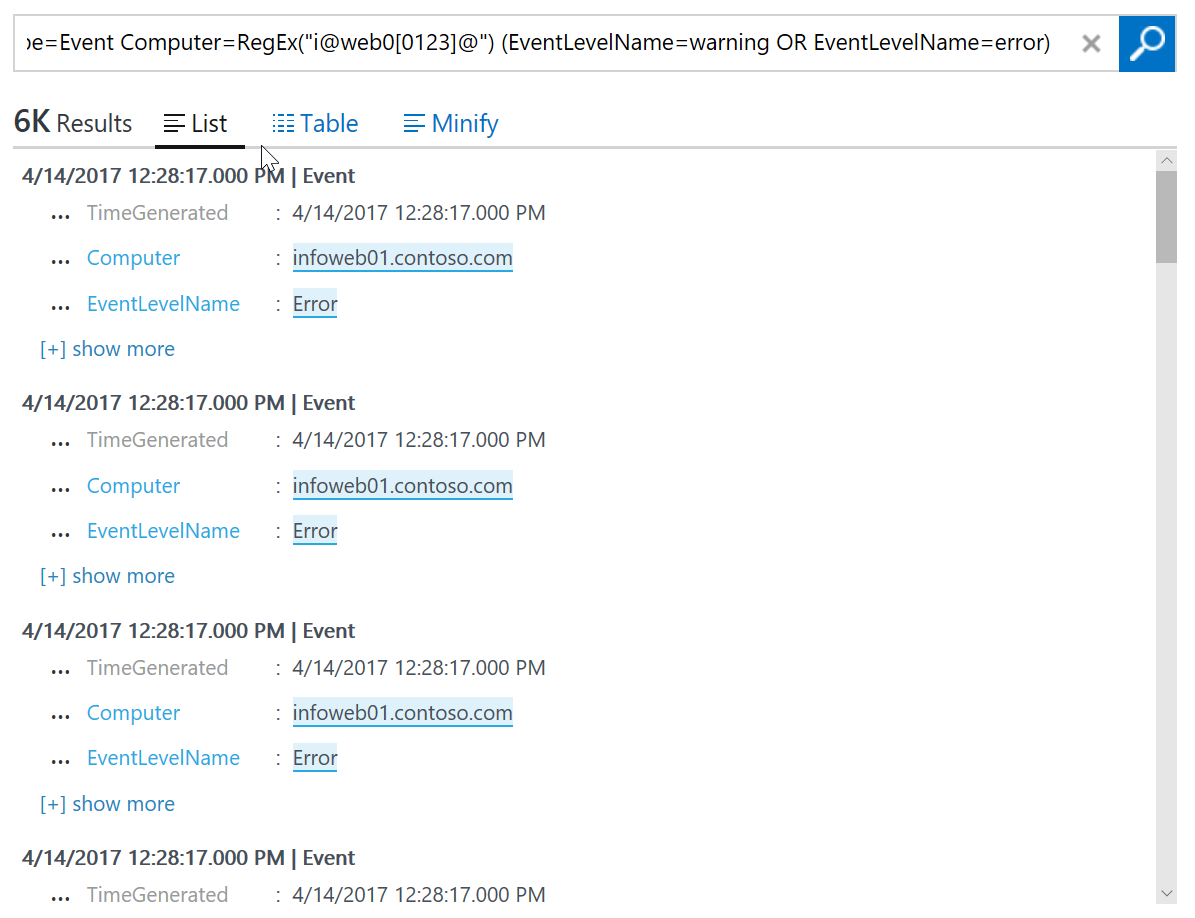 =Event Computer=RegEx("i@web0[0123]@") (EventLevelName=warning OR EventLevelName=error)
6K Results List Table Minify
4/14/2017 12:28:17.000 PM | Event
... TimeGenerated : 4/14/2017 12:28:17.000 PM
... Computer : infoweb01.contoso.com
... EventLevelName : Error
[+] show more
4/14/2017 12:28:17.000 PM | Event
... TimeGenerated : 4/14/2017 12:28:17.000 PM
... Computer : infoweb01.contoso.com
... EventLevelName : Error
[+] show more
4/14/2017 12:28:17.000 PM | Event
... TimeGenerated : 4/14/2017 12:28:17.000 PM
... Computer : infoweb01.contoso.com
... EventLevelName : Error
[+] show more
4/14/2017 12:28:17.000 PM | Event
... TimeGenerated : 4/14/2017 12:28:17.000 PM